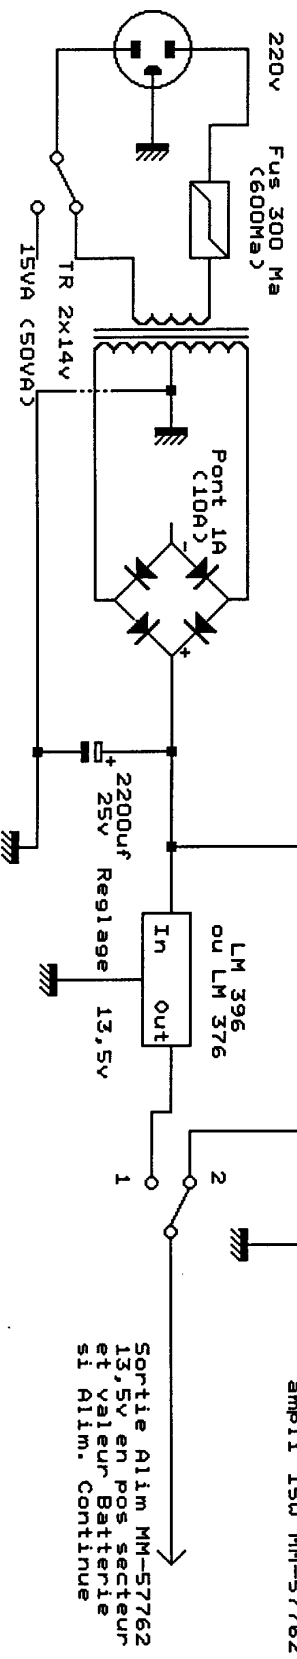 220v
Fus 300 Ma
(600Ma)
TR 2x14v
15VA (50VA)
Pont 1A
(10A)
-
+
+
2200uf
25v
Reglage 13,5v
LM 396
ou LM 376
In Out
1
2
Sortie Alim MM-57762
13,5v en pos secteur
et valeur Batterie
si Alim. Continue
ampli 15W MM-57762